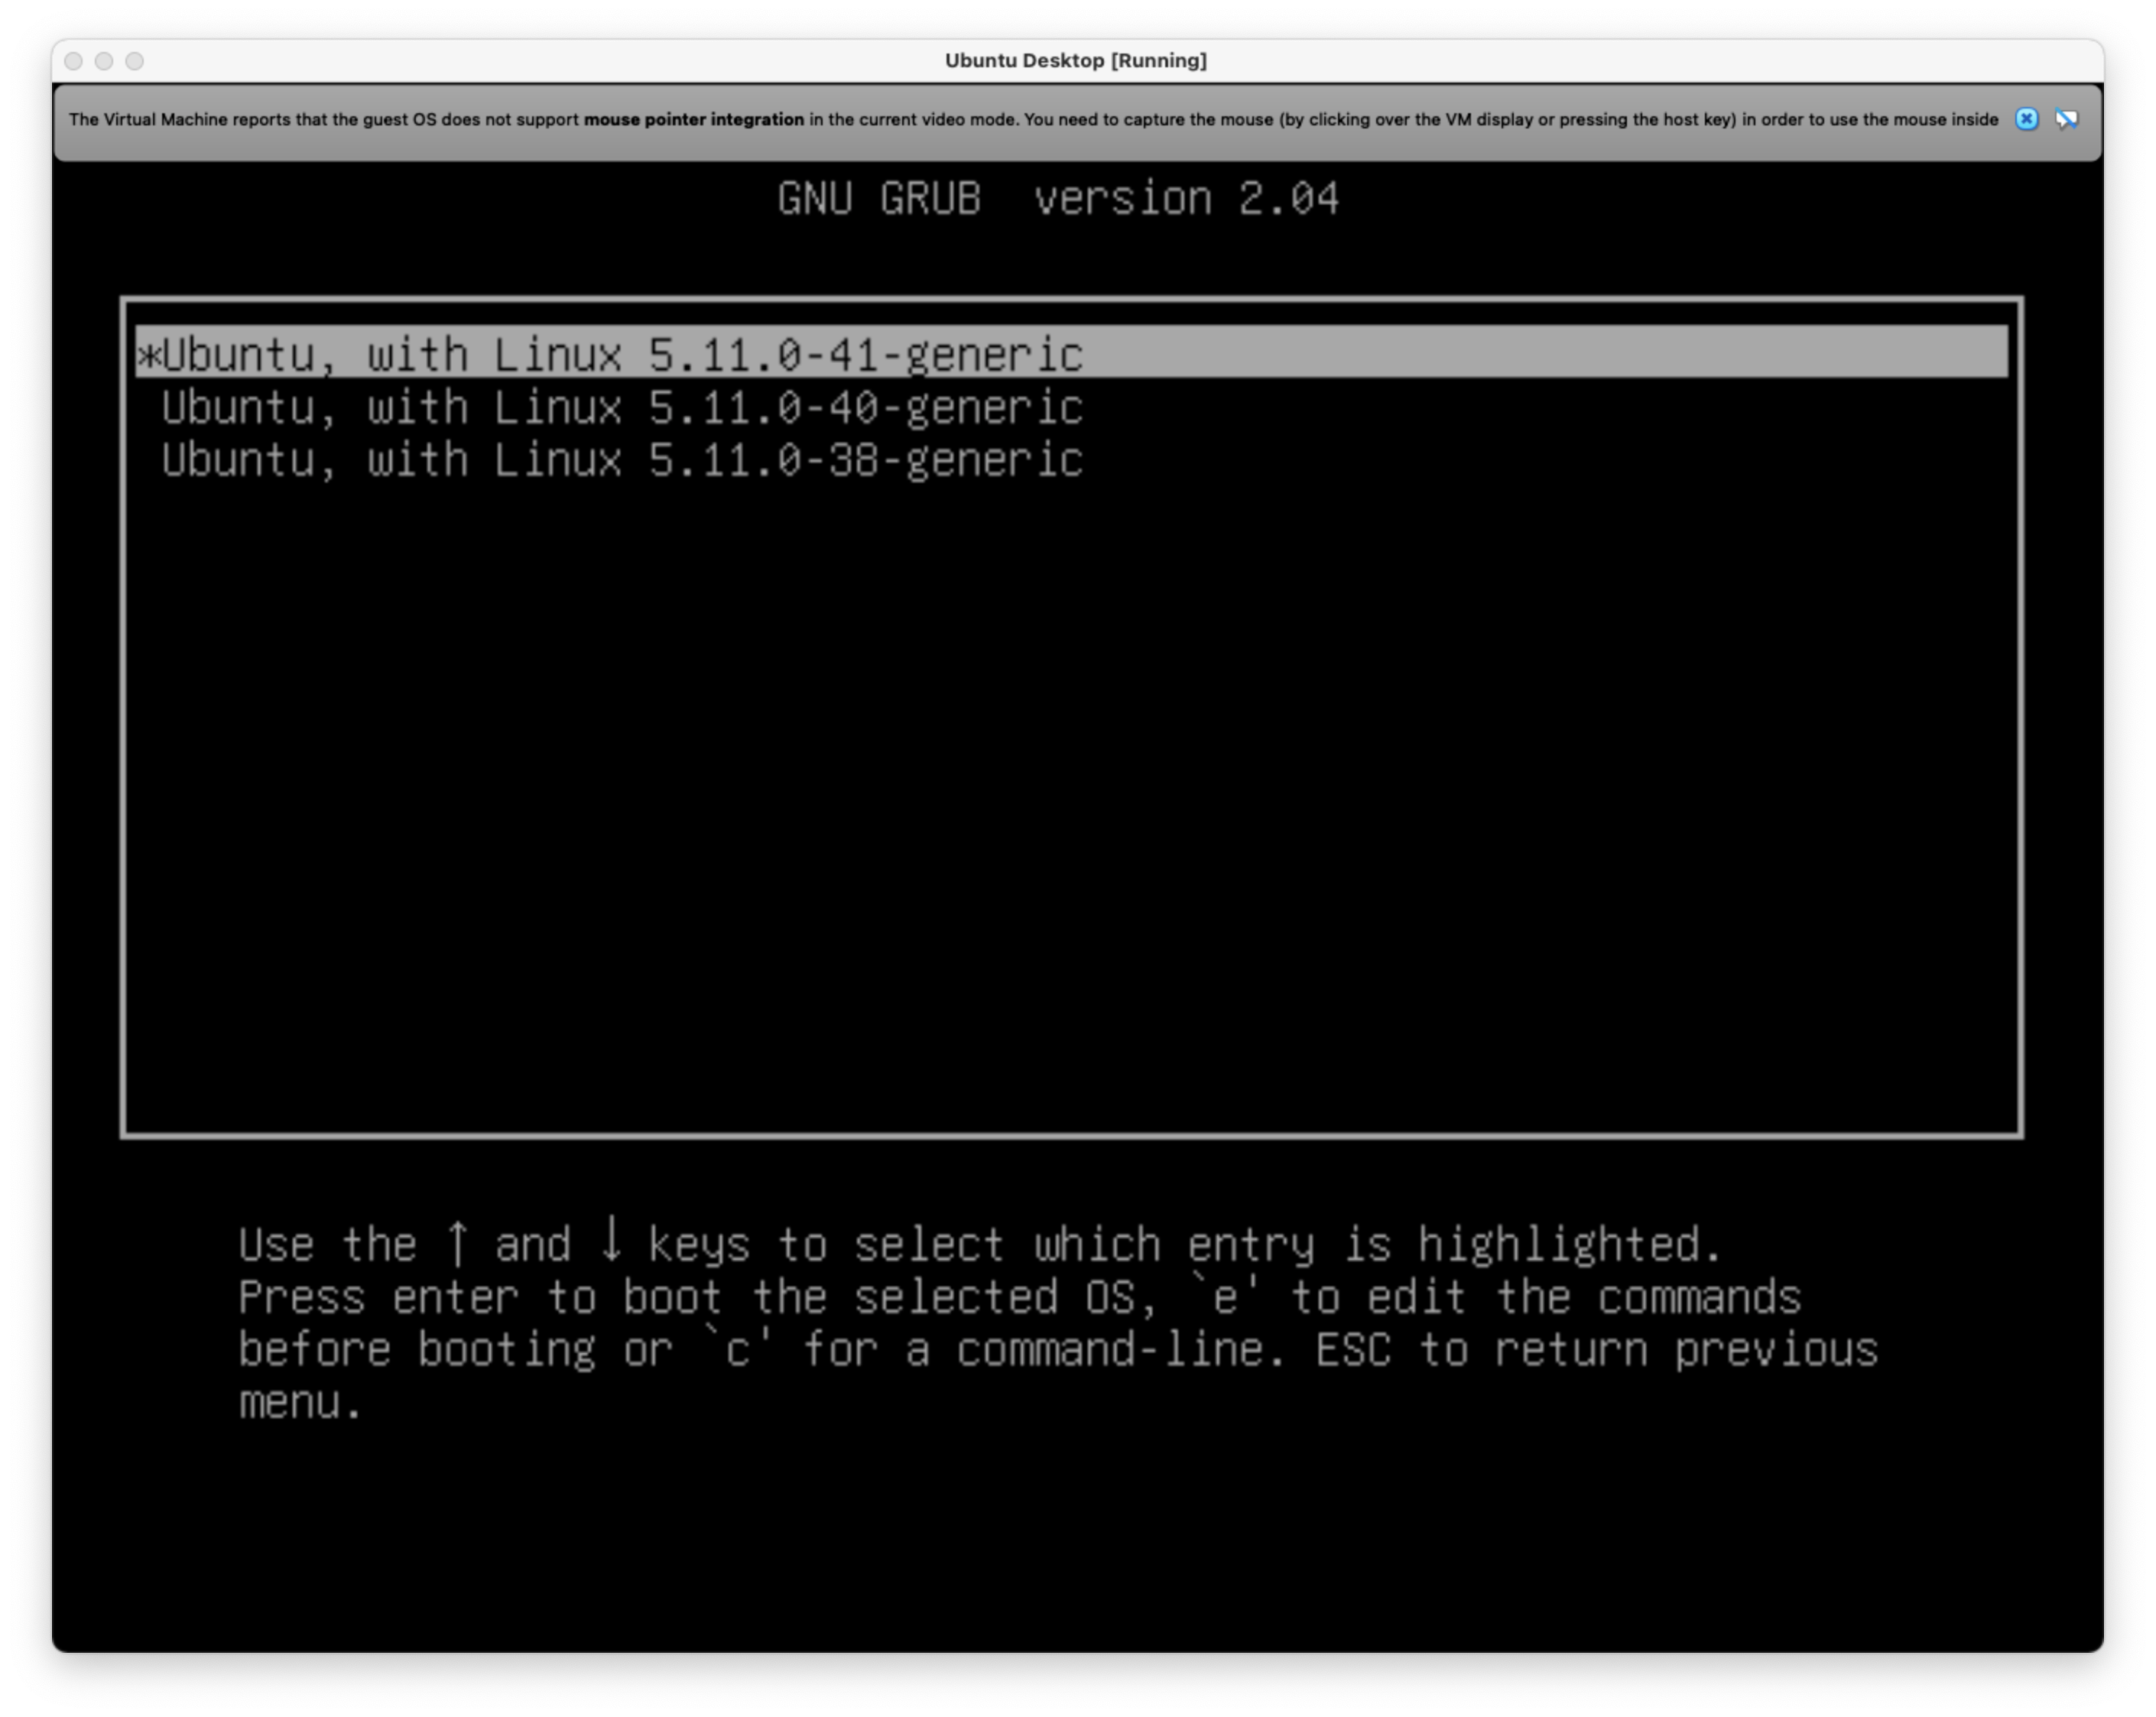 Ubuntu Desktop [Running]
The Virtual Machine reports that the guest OS does not support mouse pointer integration in the current video mode. You need to capture the mouse (by clicking over the VM display or pressing the host key) in order to use the mouse inside
GNU GRUB  version 2.04
*Ubuntu, with Linux 5.11.0-41-generic
Ubuntu, with Linux 5.11.0-40-generic
Ubuntu, with Linux 5.11.0-38-generic
Use the ↑ and ↓ keys to select which entry is highlighted.
Press enter to boot the selected OS, `e' to edit the commands
before booting or `c' for a command-line. ESC to return previous
menu.